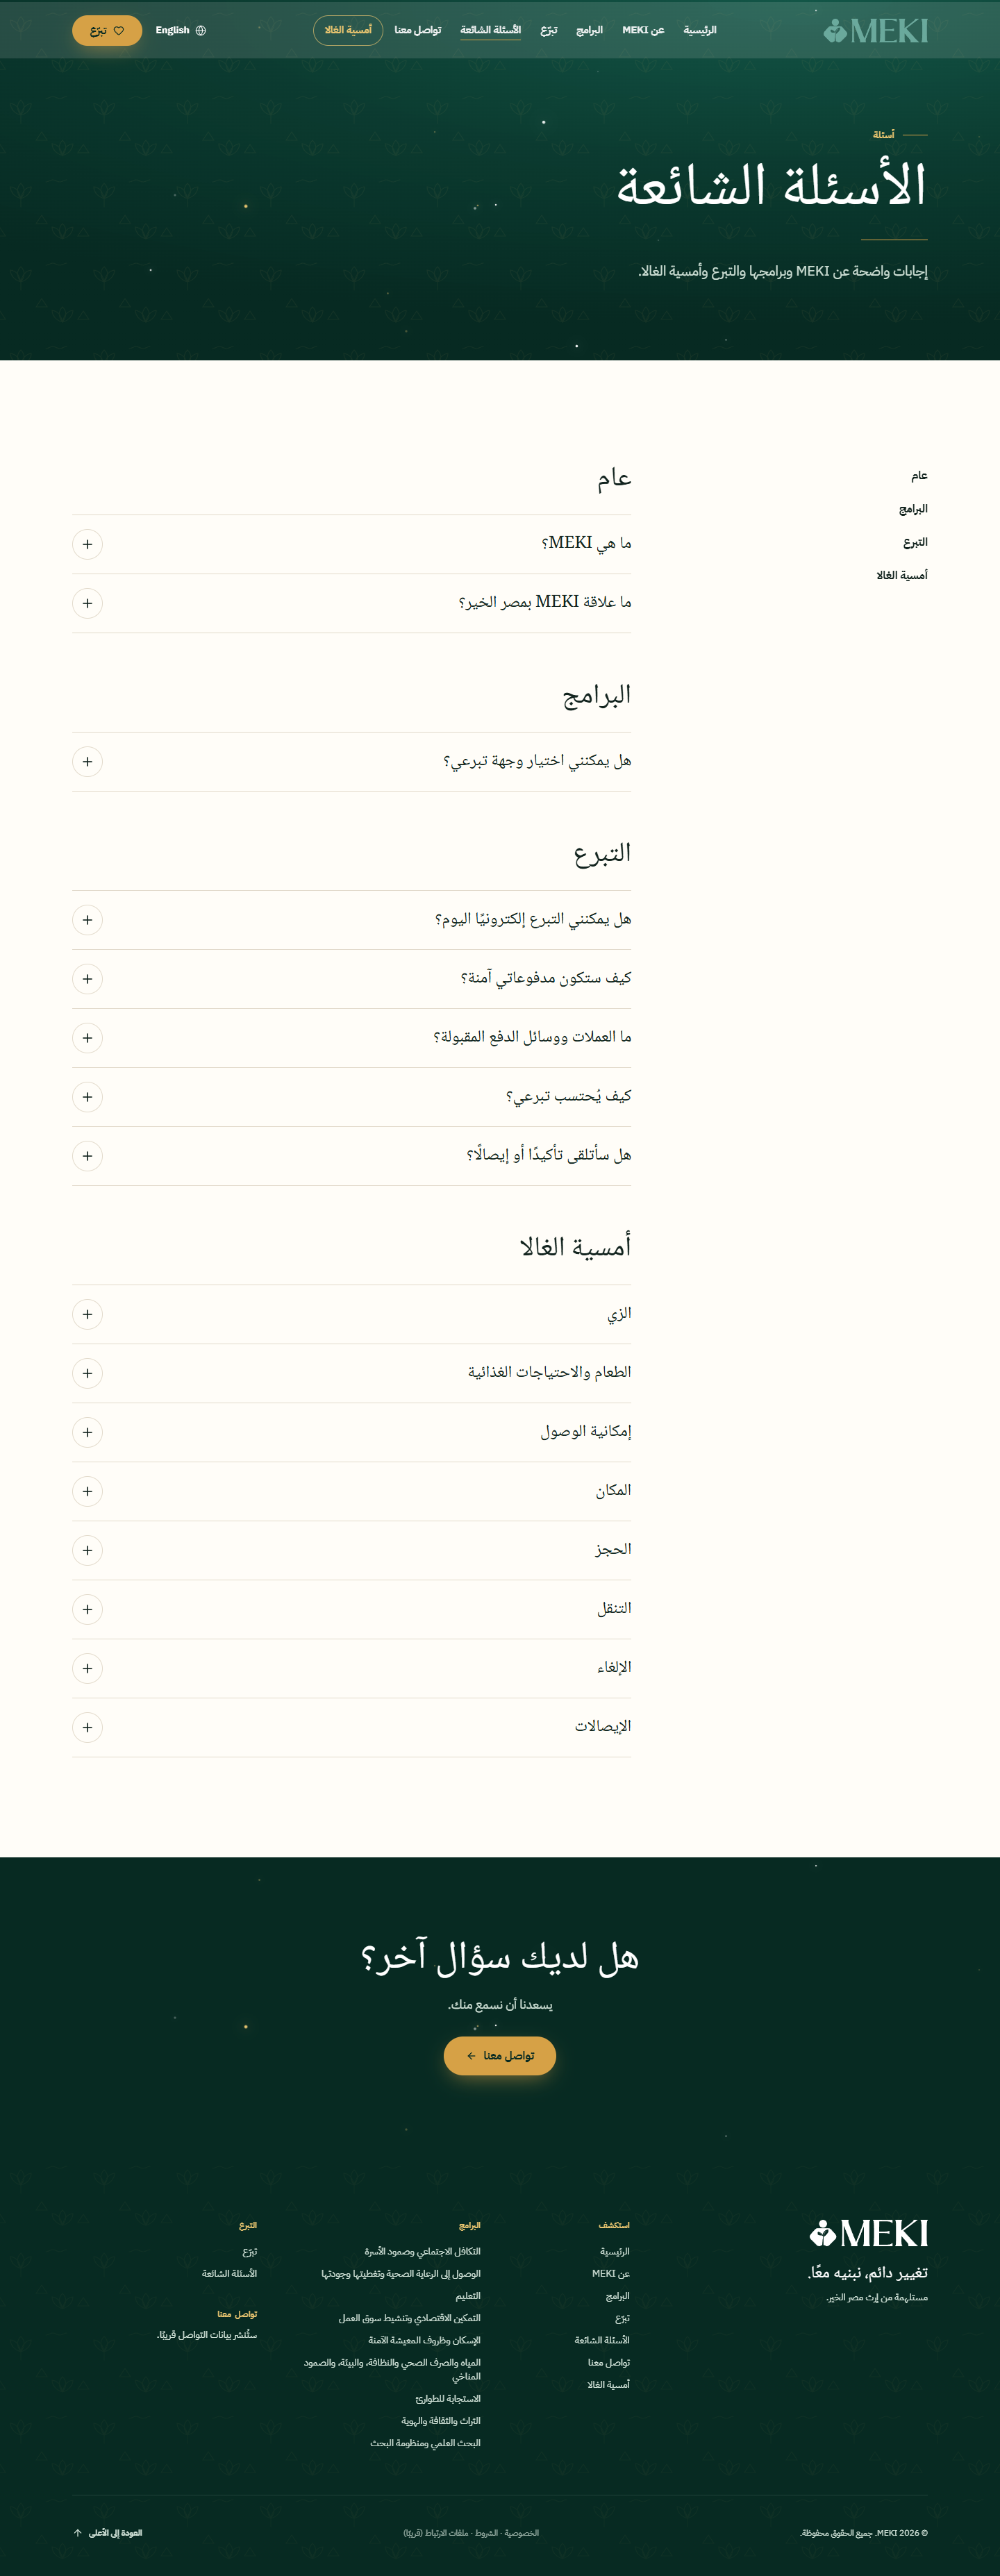 MEKI
الرئيسية
عن MEKI
البرامج
تبرّع
الأسئلة الشائعة
تواصل معنا
أمسية الغالا
English
تبرّع
أسئلة
الأسئلة الشائعة
إجابات واضحة عن MEKI وبرامجها والتبرع وأمسية الغالا.
عام
البرامج
التبرع
أمسية الغالا
عام
ما هي MEKI؟
ما علاقة MEKI بمصر الخير؟
البرامج
هل يمكنني اختيار وجهة تبرعي؟
التبرع
هل يمكنني التبرع إلكترونيًا اليوم؟
كيف ستكون مدفوعاتي آمنة؟
ما العملات ووسائل الدفع المقبولة؟
كيف يُحتسب تبرعي؟
هل سأتلقى تأكيدًا أو إيصالًا؟
أمسية الغالا
الزي
الطعام والاحتياجات الغذائية
إمكانية الوصول
المكان
الحجز
التنقل
الإلغاء
الإيصالات
هل لديك سؤال آخر؟
يسعدنا أن نسمع منك.
تواصل معنا
MEKI
تغيير دائم، نبنيه معًا.
مستلهمة من إرث مصر الخير.
استكشف
الرئيسية
عن MEKI
البرامج
تبرّع
الأسئلة الشائعة
تواصل معنا
أمسية الغالا
البرامج
التكافل الاجتماعي وصمود الأسرة
الوصول إلى الرعاية الصحية وتغطيتها وجودتها
التعليم
التمكين الاقتصادي وتنشيط سوق العمل
الإسكان وظروف المعيشة الآمنة
المياه والصرف الصحي والنظافة، والبيئة، والصمود
المناخي
الاستجابة للطوارئ
التراث والثقافة والهوية
البحث العلمي ومنظومة البحث
التبرع
تبرّع
الأسئلة الشائعة
تواصل معنا
ستُنشر بيانات التواصل قريبًا.
© 2026 MEKI. جميع الحقوق محفوظة.
الخصوصية · الشروط · ملفات الارتباط (قريبًا)
العودة إلى الأعلى